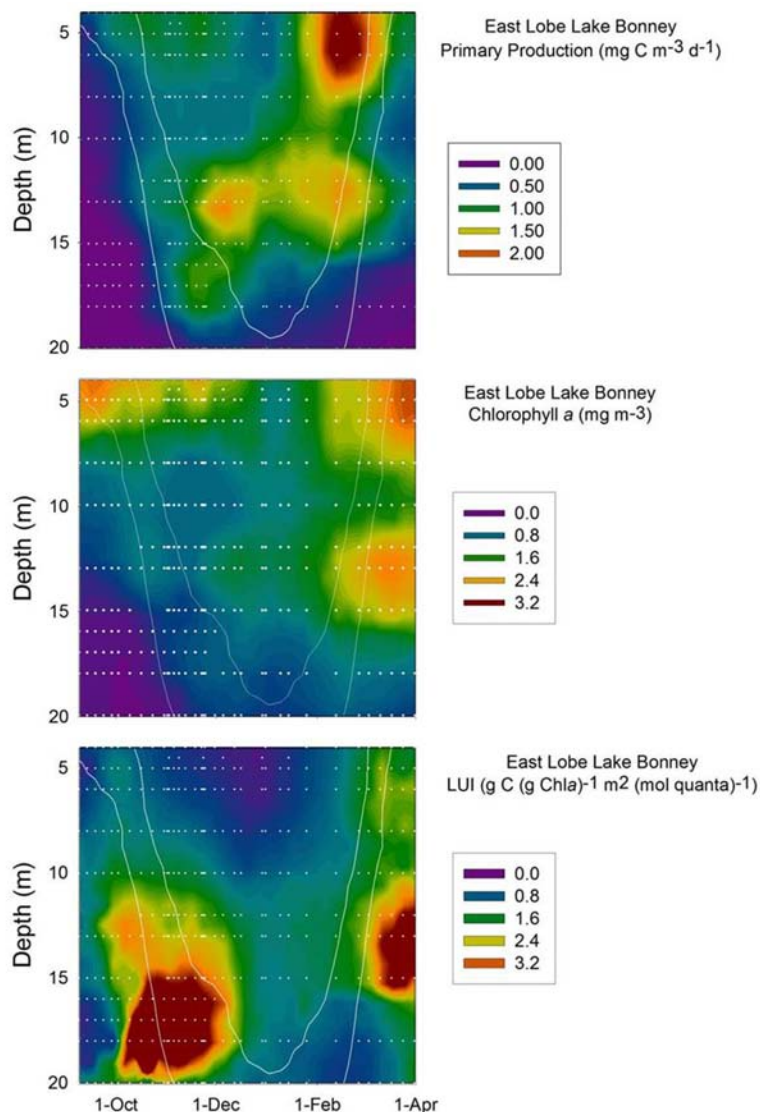 East Lobe Lake Bonney
Primary Production (mg C m-3 d-1)
5
10
15
20
Depth (m)
0.00
0.50
1.00
1.50
2.00
East Lobe Lake Bonney
Chlorophyll a (mg m-3)
5
10
15
20
Depth (m)
0.0
0.8
1.6
2.4
3.2
East Lobe Lake Bonney
LUI (g C (g Chla)-1 m2 (mol quanta)-1)
5
10
15
20
Depth (m)
0.0
0.8
1.6
2.4
3.2
1-Oct 1-Dec 1-Feb 1-Apr